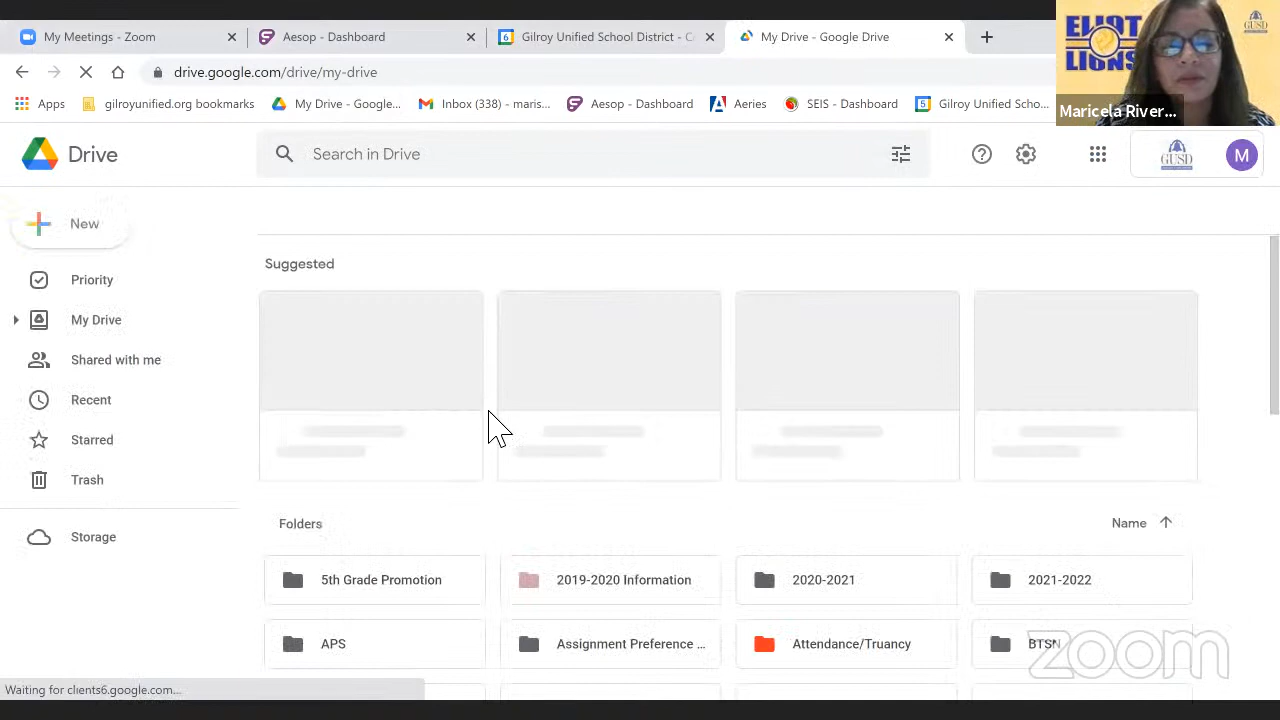 My Meetings - Zoom
Aesop - Dashboard
6
Gilroy Unified School District - C
My Drive - Google Drive
ELIOT
LIONS
GUSD
Maricela River...
drive.google.com/drive/my-drive
Apps
gilroyunified.org bookmarks
My Drive - Google...
Inbox (338) - maris...
Aesop - Dashboard
Aeries
SEIS - Dashboard
5
Gilroy Unified Scho...
Drive
Search in Drive
GUSD
M
New
Suggested
Priority
My Drive
Shared with me
Recent
Starred
Trash
Storage
Folders
Name
5th Grade Promotion
2019-2020 Information
2020-2021
2021-2022
APS
Assignment Preference ...
Attendance/Truancy
BTSN
zoom
Waiting for clients6.google.com...